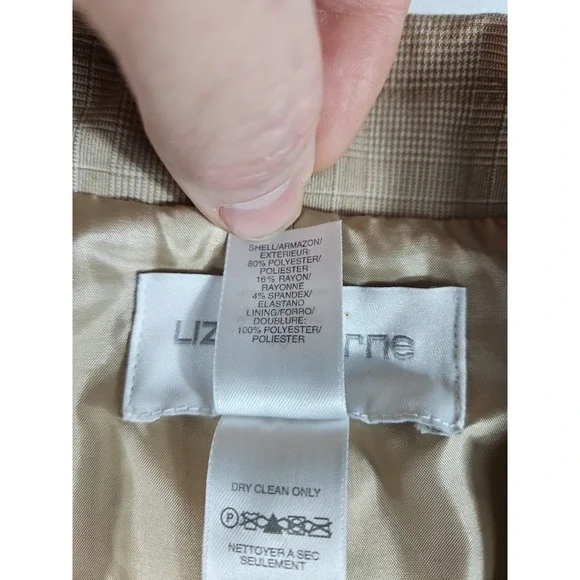 SHELL/ARMAZON/
EXTERIEUR:
80% POLYESTER/
POLIESTER
16% RAYON/
RAYONNE
4% SPANDEX/
ELASTANO
LINING/FORRO/
DOUBLURE:
100% POLYESTER/
POLIESTER
LIZ
DRY CLEAN ONLY
P
NETTOYER A SEC
SEULEMENT